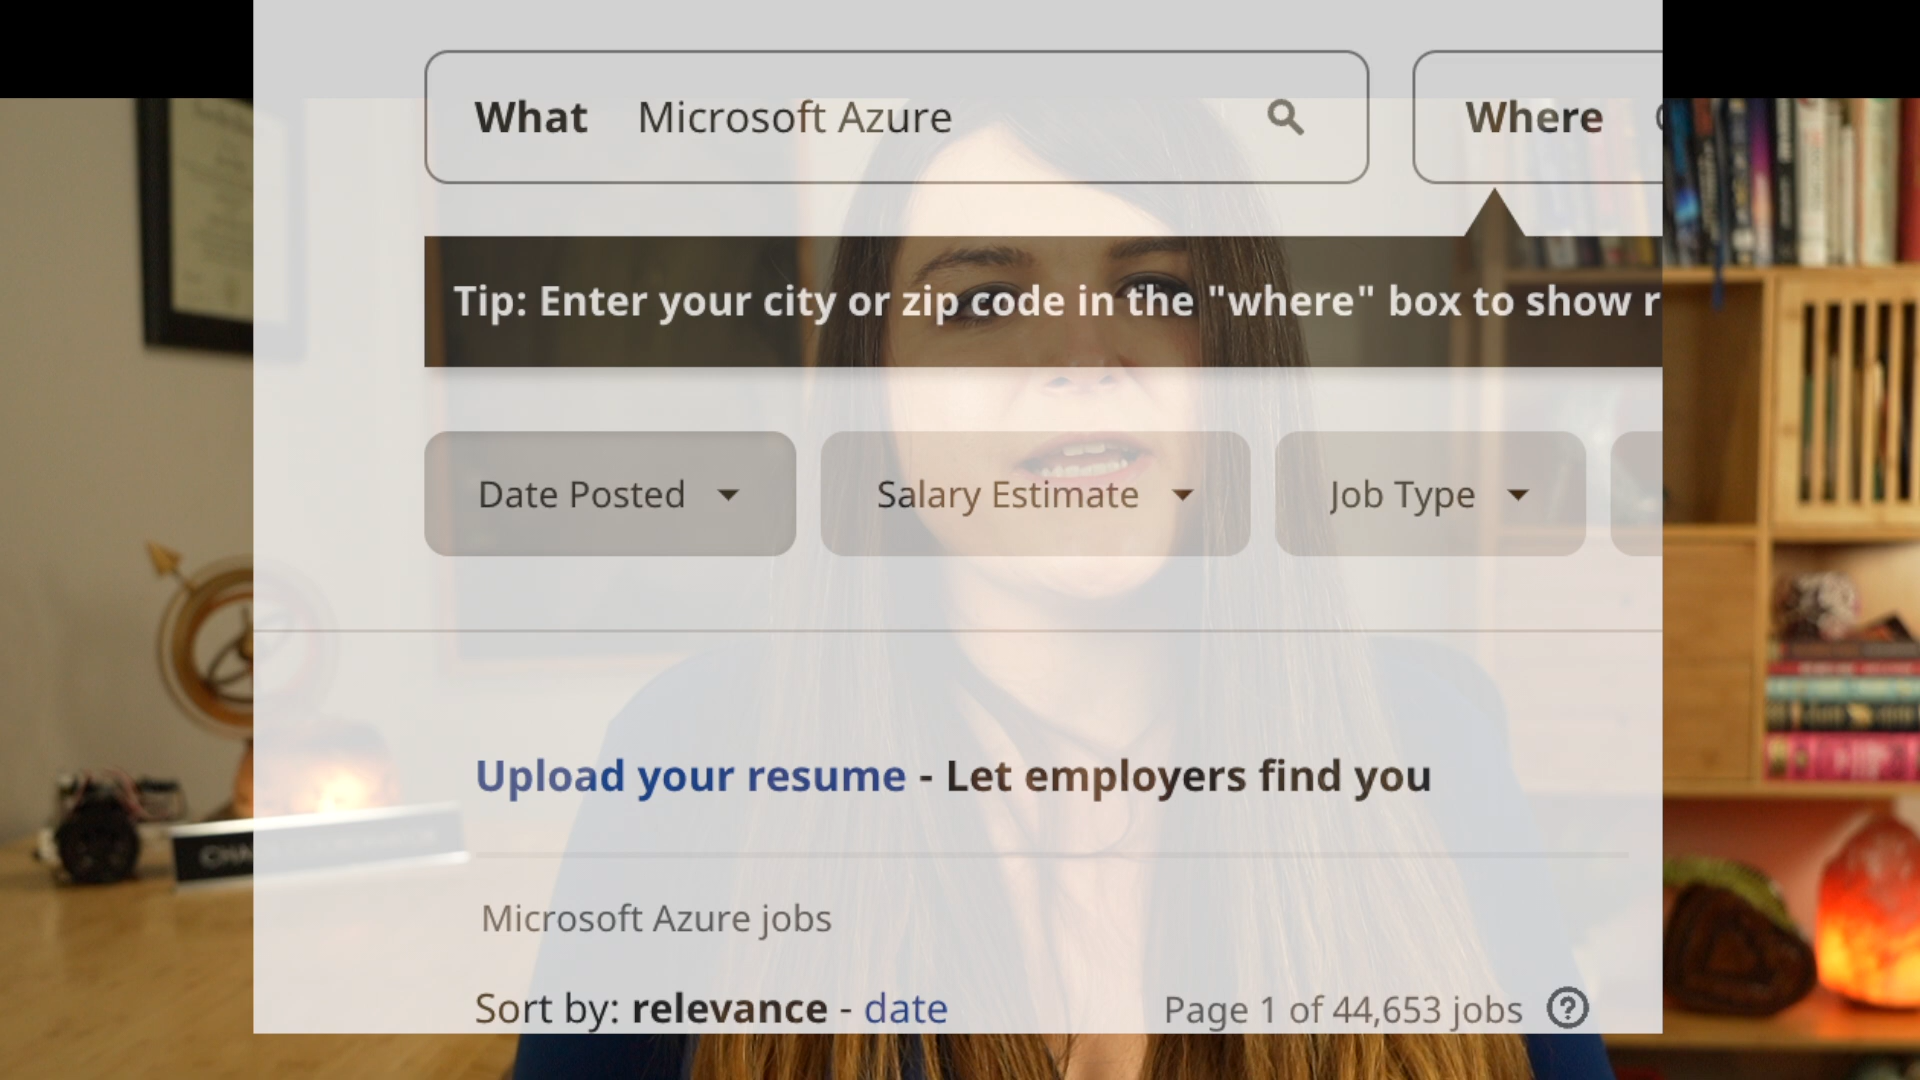 What Microsoft Azure Where
Tip: Enter your city or zip code in the "where" box to show r
Date Posted Salary Estimate Job Type
Upload your resume - Let employers find you
Microsoft Azure jobs
Sort by: relevance - date Page 1 of 44,653 jobs